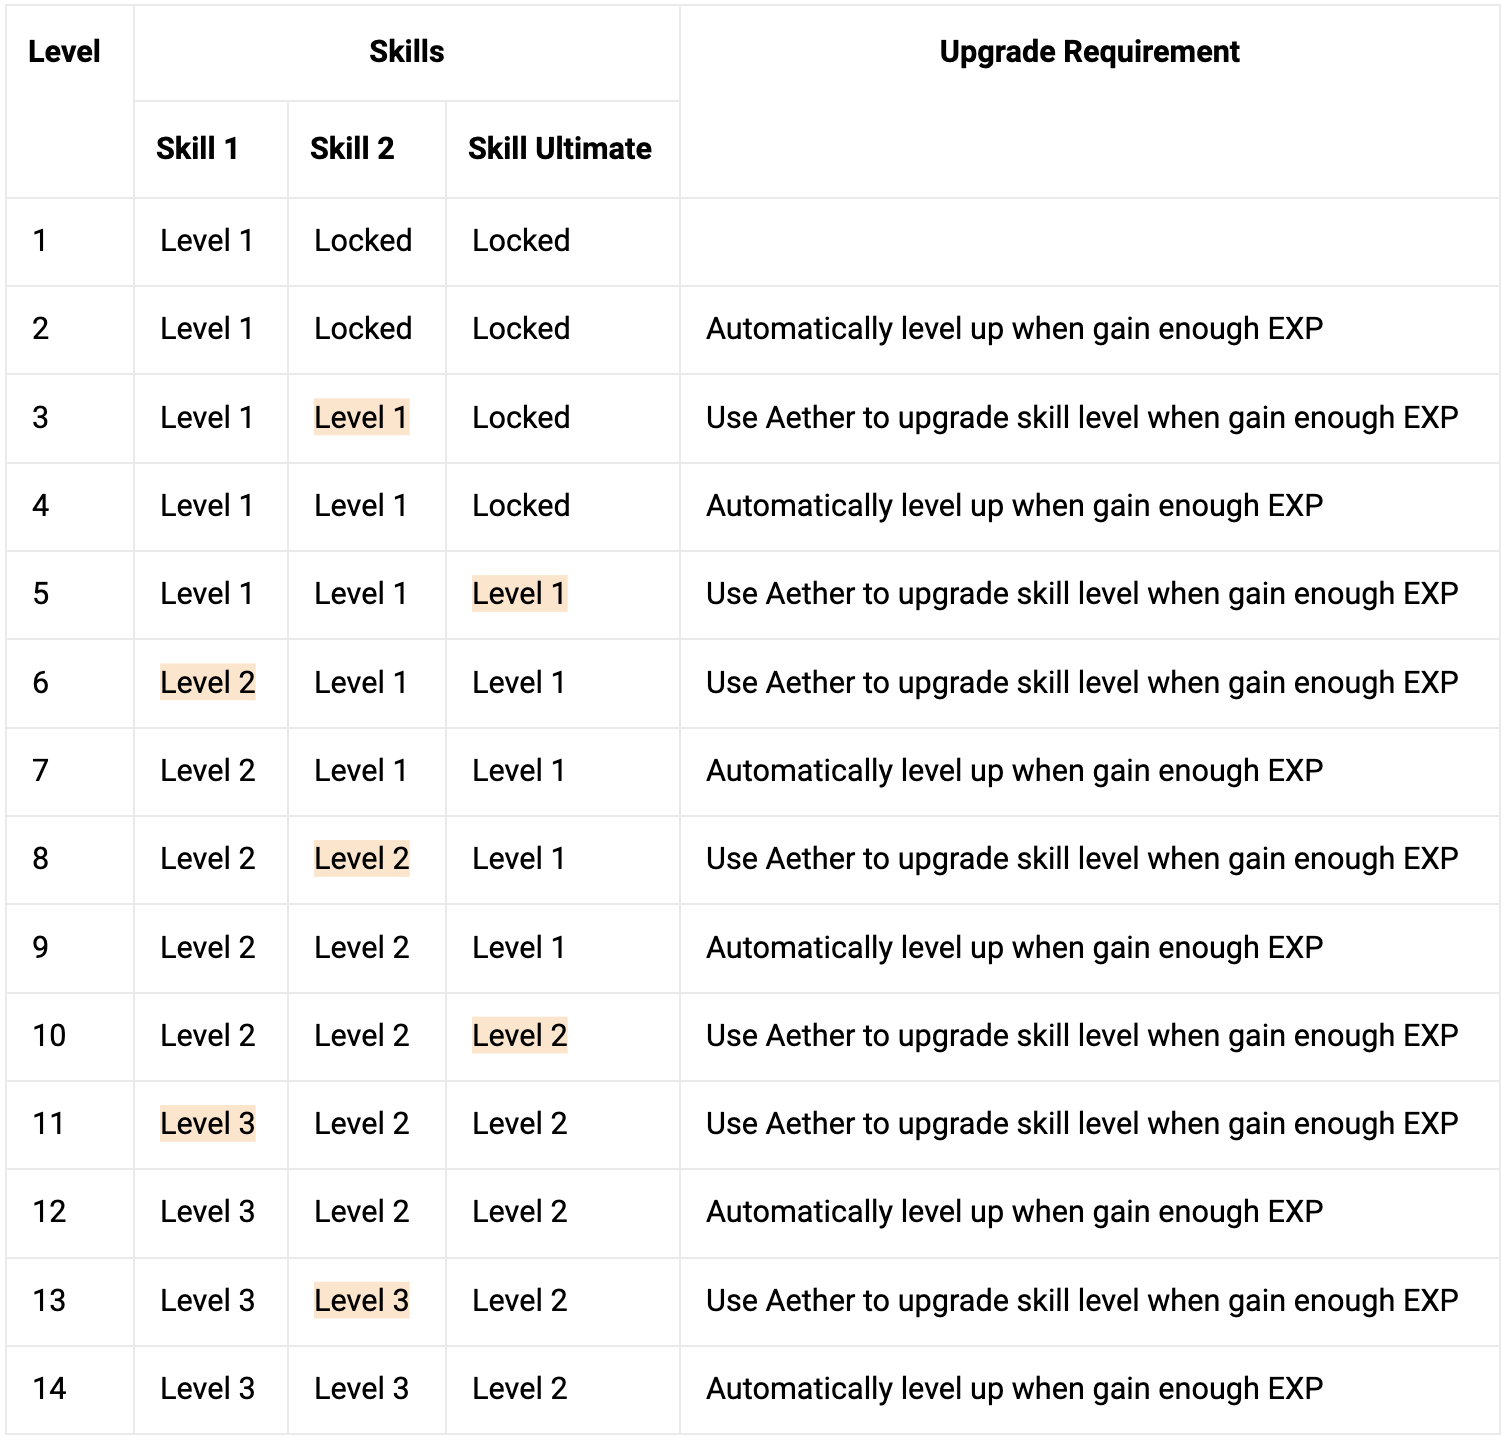 Level Skills Upgrade Requirement
Skill 1 Skill 2 Skill Ultimate
1 Level 1 Locked Locked
2 Level 1 Locked Locked Automatically level up when gain enough EXP
3 Level 1 Level 1 Locked Use Aether to upgrade skill level when gain enough EXP
4 Level 1 Level 1 Locked Automatically level up when gain enough EXP
5 Level 1 Level 1 Level 1 Use Aether to upgrade skill level when gain enough EXP
6 Level 2 Level 1 Level 1 Use Aether to upgrade skill level when gain enough EXP
7 Level 2 Level 1 Level 1 Automatically level up when gain enough EXP
8 Level 2 Level 2 Level 1 Use Aether to upgrade skill level when gain enough EXP
9 Level 2 Level 2 Level 1 Automatically level up when gain enough EXP
10 Level 2 Level 2 Level 2 Use Aether to upgrade skill level when gain enough EXP
11 Level 3 Level 2 Level 2 Use Aether to upgrade skill level when gain enough EXP
12 Level 3 Level 2 Level 2 Automatically level up when gain enough EXP
13 Level 3 Level 3 Level 2 Use Aether to upgrade skill level when gain enough EXP
14 Level 3 Level 3 Level 2 Automatically level up when gain enough EXP